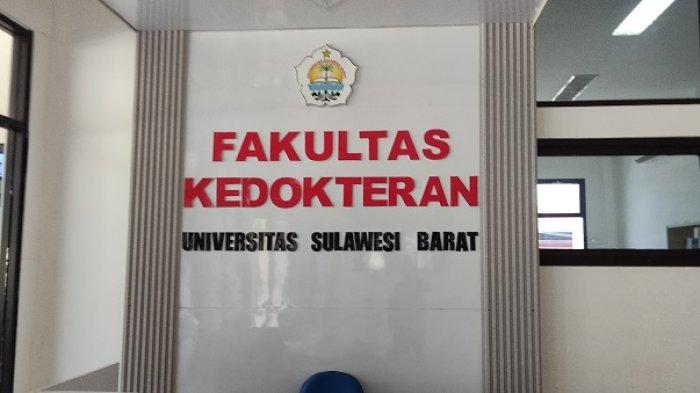 FAKULTAS
KEDOKTERAN
UNIVERSITAS SULAWESI BARAT